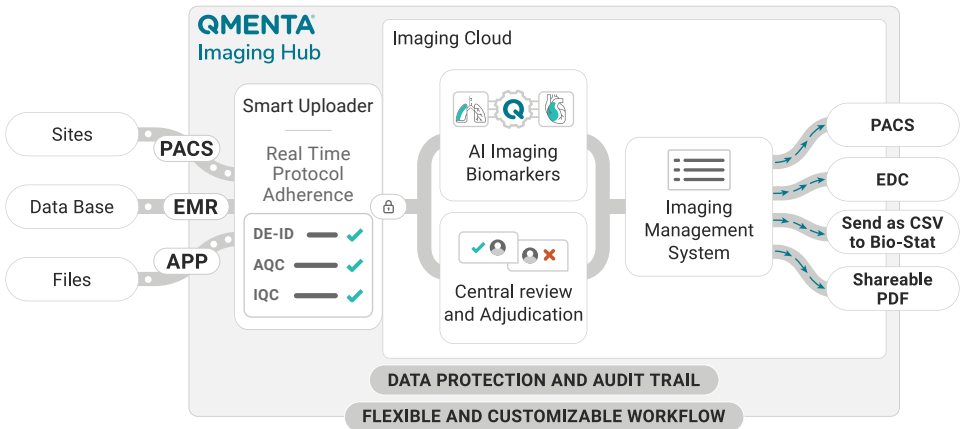 QMENTA
Imaging Hub
Imaging Cloud
Sites
Data Base
Files
PACS
EMR
APP
Smart Uploader
Real Time
Protocol
Adherence
DE-ID
AQC
IQC
Q
AI Imaging
Biomarkers
Central review
and Adjudication
Imaging
Management
System
PACS
EDC
Send as CSV
to Bio-Stat
Shareable
PDF
DATA PROTECTION AND AUDIT TRAIL
FLEXIBLE AND CUSTOMIZABLE WORKFLOW